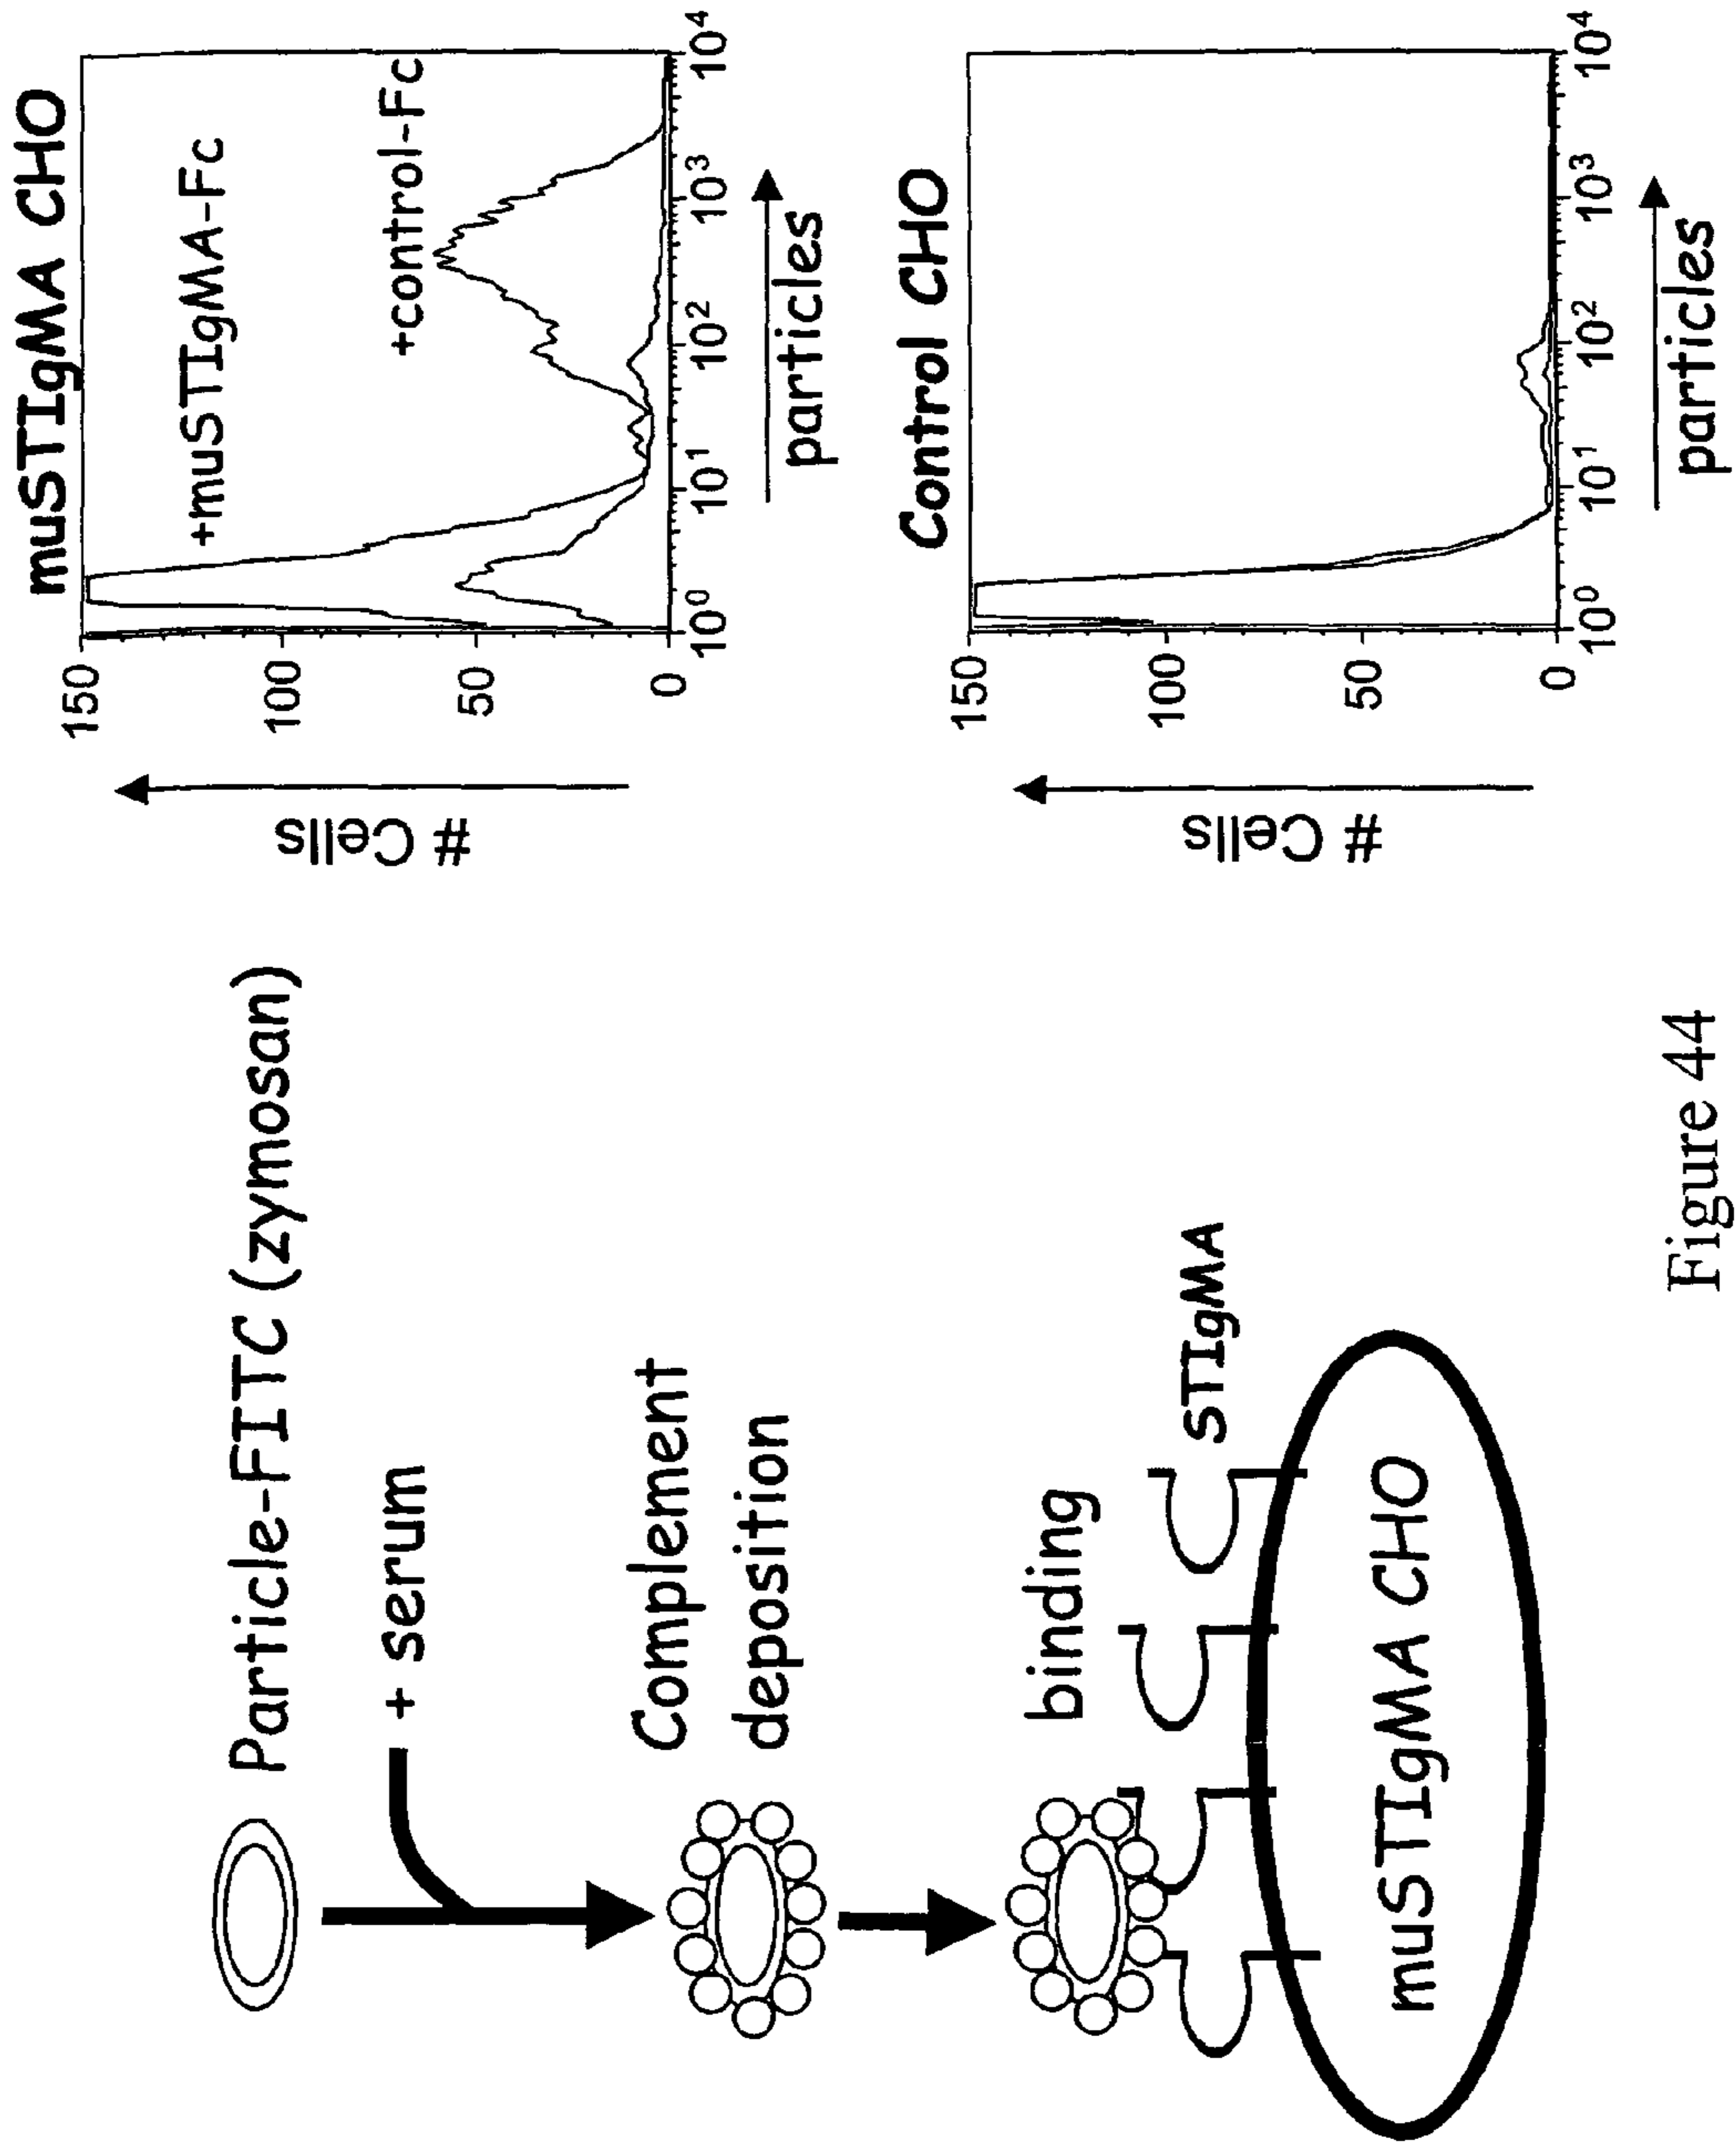 Particle-FITC (zymosan)
+ serum
Complement
deposition
binding
STIgMA
muSTIgMA CHO
muSTIgMA CHO
+muSTIgMA-Fc
+control-Fc
# Cells
150
100
50
0
10⁰
10¹
10²
10³
10⁴
particles
Control CHO
# Cells
150
100
50
0
10⁰
10¹
10²
10³
10⁴
particles
Figure 44